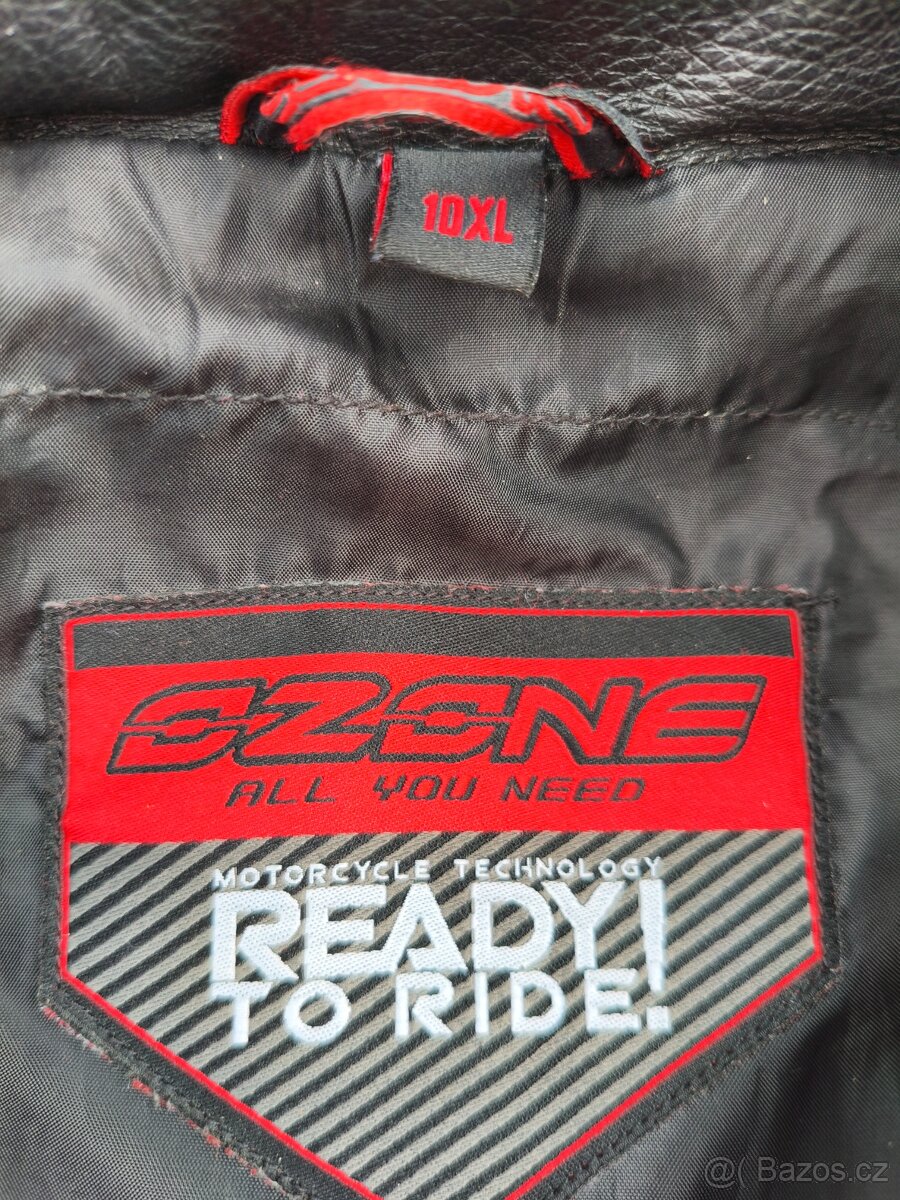 10XL
OZONE
ALL YOU NEED
MOTORCYCLE TECHNOLOGY
READY!
TO RIDE!
@( Bazos.cz